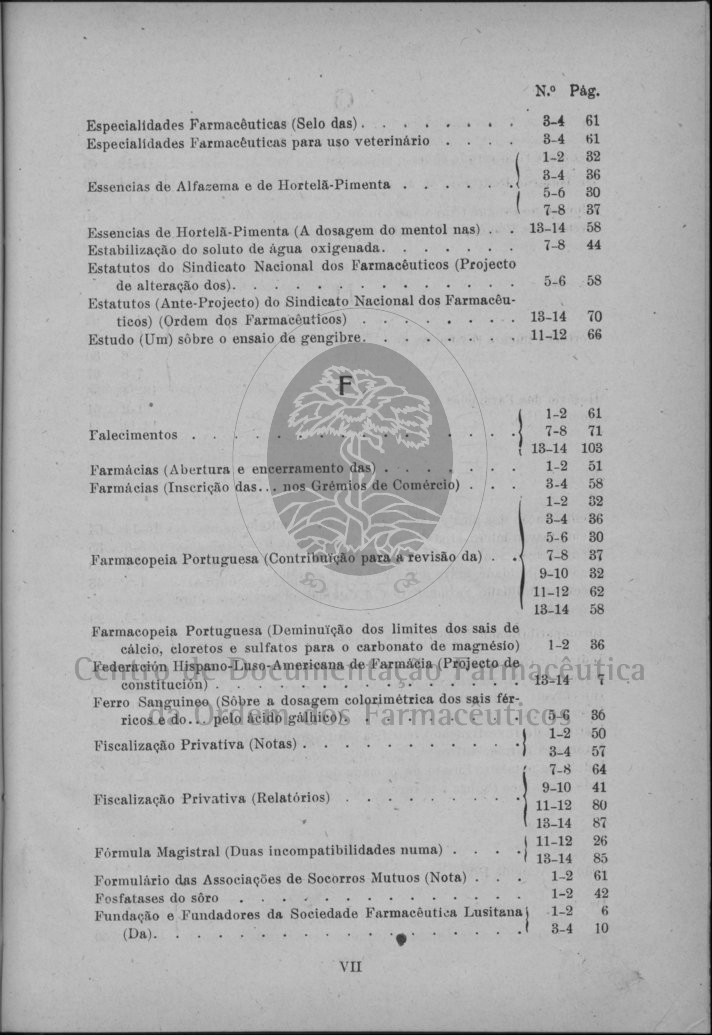 N.º Pág.
Especialidades Farmacêuticas (Selo das) . . . . . . . . 3-4 61
Especialidades Farmacêuticas para uso veterinário . . . . 3-4 61
Essencias de Alfazema e de Hortelã-Pimenta . . . . . . { 1-2 32
3-4 36
5-6 30
7-8 37
Essencias de Hortelã-Pimenta (A dosagem do mentol nas) . . 13-14 58
Estabilização do soluto de água oxigenada. . . . . . . 7-8 44
Estatutos do Sindicato Nacional dos Farmacêuticos (Projecto
de alteração dos). . . . . . . . . . . . . . 5-6 58
Estatutos (Ante-Projecto) do Sindicato Nacional dos Farmacêu-
ticos) (Ordem dos Farmacêuticos) . . . . . . . . 13-14 70
Estudo (Um) sôbre o ensaio de gengibre. . . . . . . . 11-12 66
F
Falecimentos . . . . . . . . . . . . . . . . { 1-2 61
7-8 71
13-14 103
Farmácias (Abertura e encerramento das) . . . . . . . 1-2 51
Farmácias (Inscrição das... nos Grémios de Comércio) . . . 3-4 58
Farmacopeia Portuguesa (Contribuïção para a revisão da) . . { 1-2 32
3-4 36
5-6 30
7-8 37
9-10 32
11-12 62
13-14 58
Farmacopeia Portuguesa (Deminuïção dos limites dos sais de
cálcio, cloretos e sulfatos para o carbonato de magnésio) 1-2 36
Federación Hispano-Luso-Americana de Farmácia (Projecto de
constitución) . . . . . . . . . . . . . . . 13-14 7
Ferro Sanguineo (Sôbre a dosagem colorimétrica dos sais fér-
ricos e do... pelo ácido gálhico). . . . . . . . . 5-6 36
Fiscalização Privativa (Notas) . . . . . . . . . . . { 1-2 50
3-4 57
Fiscalização Privativa (Relatórios) . . . . . . . . . { 7-8 64
9-10 41
11-12 80
13-14 87
Fórmula Magistral (Duas incompatibilidades numa) . . . . { 11-12 26
13-14 85
Formulário das Associações de Socorros Mutuos (Nota) . . . 1-2 61
Fosfatases do sôro . . . . . . . . . . . . . . 1-2 42
Fundação e Fundadores da Sociedade Farmacêutica Lusitana } 1-2 6
(Da). . . . . . . . . . . . . . . . . . 3-4 10
VII
Centro de Documentação Farmacêutica
da Ordem dos Farmacêuticos